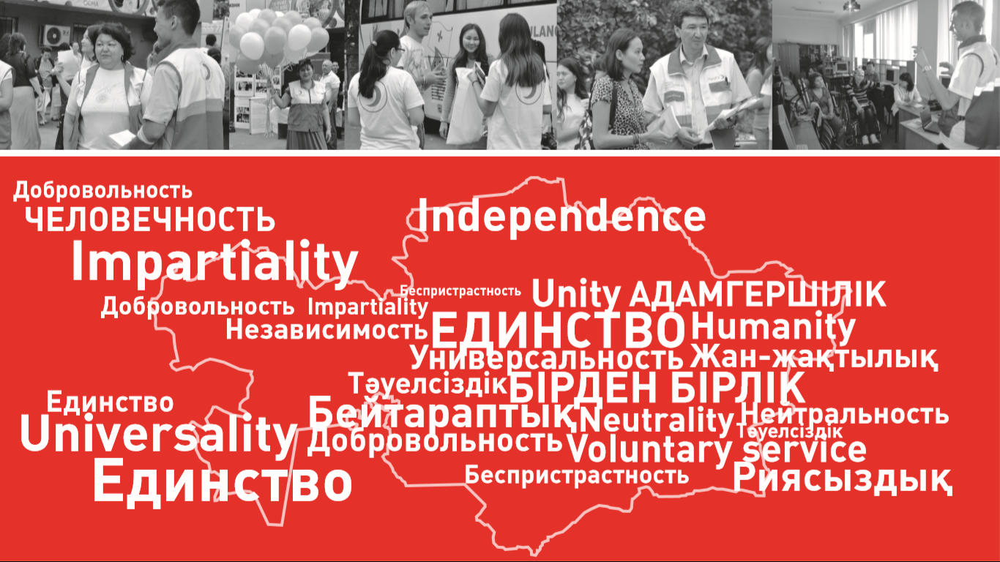 ULANC
Добровольность
ЧЕЛОВЕЧНОСТЬ
Independence
Impartiality
Беспристрастность
Unity АДАМГЕРШІЛІК
Добровольность Impartiality
Независимость
ЕДИНСТВО
Humanity
Универсальность
Жан-жақтылық
Тәуелсіздік
БІРДЕН БІРЛІК
Единство
Бейтараптық
Neutrality
Нейтральность
Universality
Добровольность
Тәуелсіздік
Voluntary service
Единство
Беспристрастность
Риясыздық